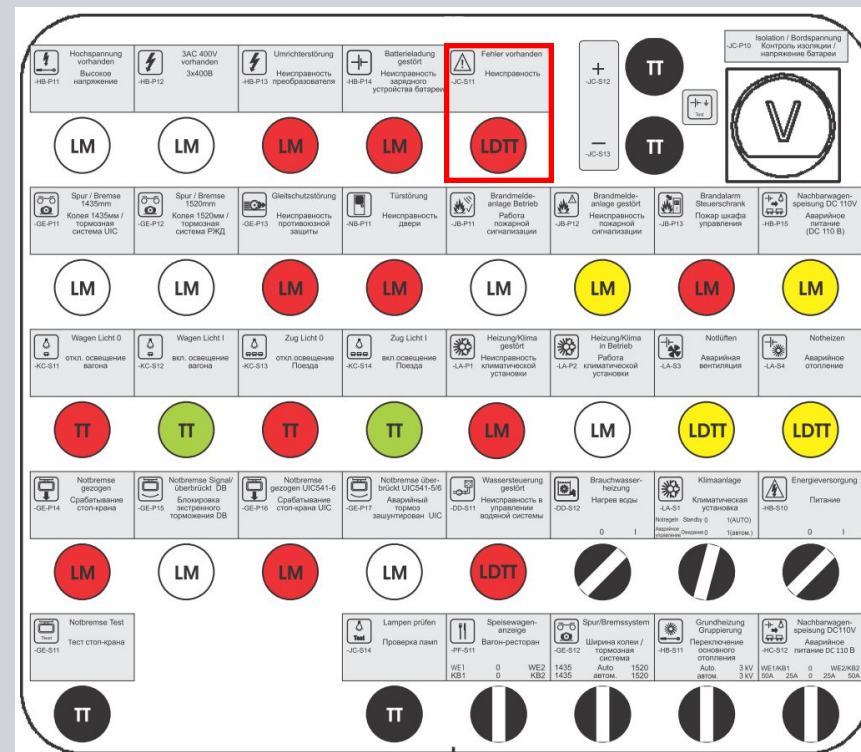 Hochspannung
vorhanden
-HB-P11
Высокое
напряжение
LM
3AC 400V
vorhanden
-HB-P12
3x400В
LM
Umrichterstörung
-HB-P13
Неисправность
преобразователя
LM
Batterieladung
gestört
-HB-P14
Неисправность
зарядного
устройства батареи
LM
Fehler vorhanden
-JC-S11
Неисправность
LDTT
+
-JC-S12
TT
−
-JC-S13
TT
Test
Isolation / Bordspannung
-JC-P10
Контроль изоляции /
напряжение батареи
V
Spur / Bremse
1435mm
-GE-P11
Колея 1435мм /
тормозная
система UIC
LM
Spur / Bremse
1520mm
-GE-P12
Колея 1520мм /
тормозная
система РЖД
LM
Gleitschutzstörung
-GE-P13
Неисправность
противоюзной
защиты
LM
Türstörung
-NB-P11
Неисправность
двери
LM
Brandmelde-
anlage Betrieb
-JB-P11
Работа
пожарной
сигнализации
LM
Brandmelde-
anlage gestört
-JB-P12
Неисправность
пожарной
сигнализации
LM
Brandalarm
Steuerschrank
-JB-P13
Пожар шкафа
управления
LM
Nachbarwagen-
speisung DC 110V
-HB-P15
Аварийное
питание
(DC 110 В)
LM
Wagen Licht 0
-KC-S11
откл. освещение
вагона
TT
Wagen Licht I
-KC-S12
вкл. освещение
вагона
TT
Zug Licht 0
-KC-S13
откл.освещение
Поезда
TT
Zug Licht I
-KC-S14
вкл.освещение
Поезда
TT
Heizung/Klima
gestört
-LA-P1
Неисправность
климатической
установки
LM
Heizung/Klima
in Betrieb
-LA-P2
Работа
климатической
установки
LM
Notlüften
-LA-S3
Аварийная
вентиляция
LDTT
Notheizen
-LA-S4
Аварийное
отопление
LDTT
Notbremse
gezogen
-GE-P14
Срабатывание
стоп-крана
LM
Notbremse Signal/
überbrückt DB
-GE-P15
Блокировка
экстренного
торможения DB
LM
Notbremse
gezogen UIC541-6
-GE-P16
Срабатывание
стоп-крана UIC
LM
Notbremse über-
brückt UIC541-5/6
-GE-P17
Аварийный
тормоз
зашунтирован UIC
LM
Wassersteuerung
gestört
-DD-S11
Неисправность в
управлении
водяной системы
LDTT
Brauchwasser-
heizung
-DD-S12
Нагрев воды
0 I
Klimaanlage
-LA-S1
Климатическая
установка
Notregeln Standby 0 1(AUTO)
Аварийное
управление Ожидание 0 1(автом.)
Energieversorgung
-HB-S10
Питание
0 I
Notbremse Test
Test
-GE-S11
Тест стоп-крана
TT
Lampen prüfen
Test
-JC-S14
Проверка ламп
TT
Speisewagen-
anzeige
-PF-S11
Вагон-ресторан
WE1 0 WE2
KB1 0 KB2
Spur/Bremssystem
-GE-S12
Ширина колеи /
тормозная
система
1435 Auto 1520
1435 автом. 1520
Grundheizung
Gruppierung
-HB-S11
Переключение
основного
отопления
Auto. 3 kV
автом. 3 kV
Nachbarwagen-
speisung DC110V
-HC-S12
Аварийное
питание DC 110 В
WE1/KB1 0 WE2/KB2
50A 25A 0 25A 50A